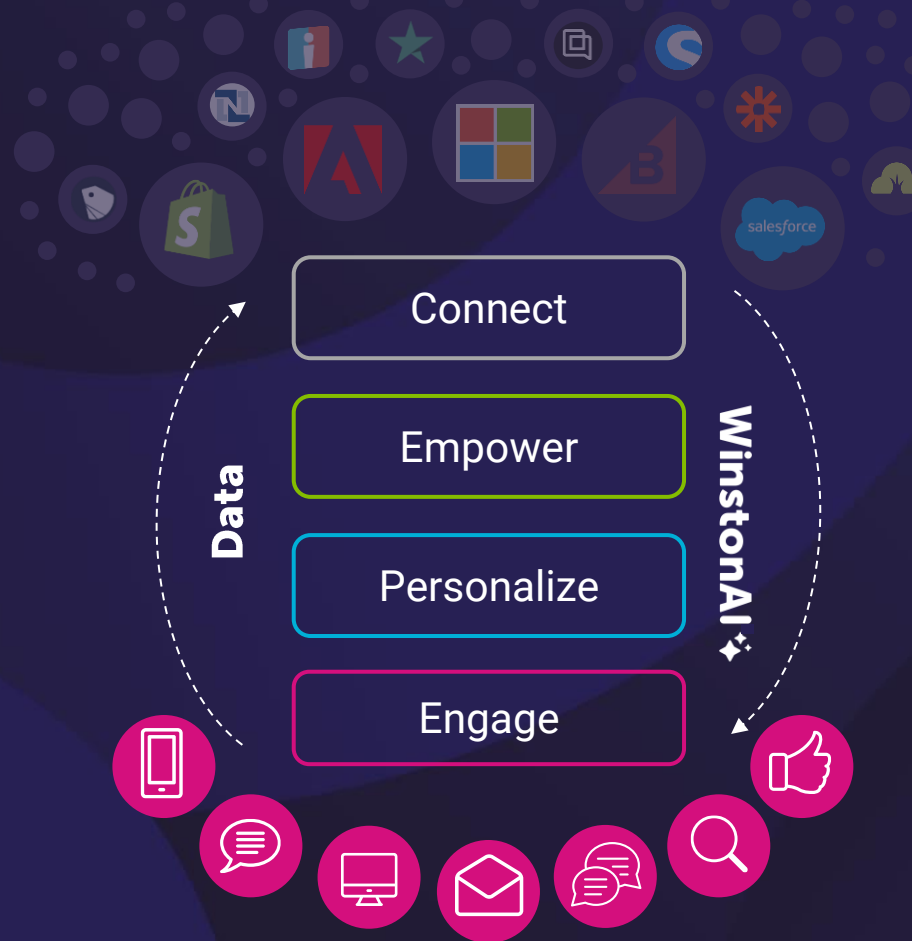 salesforce
Connect
Empower
Personalize
Engage
Data
WinstonAI